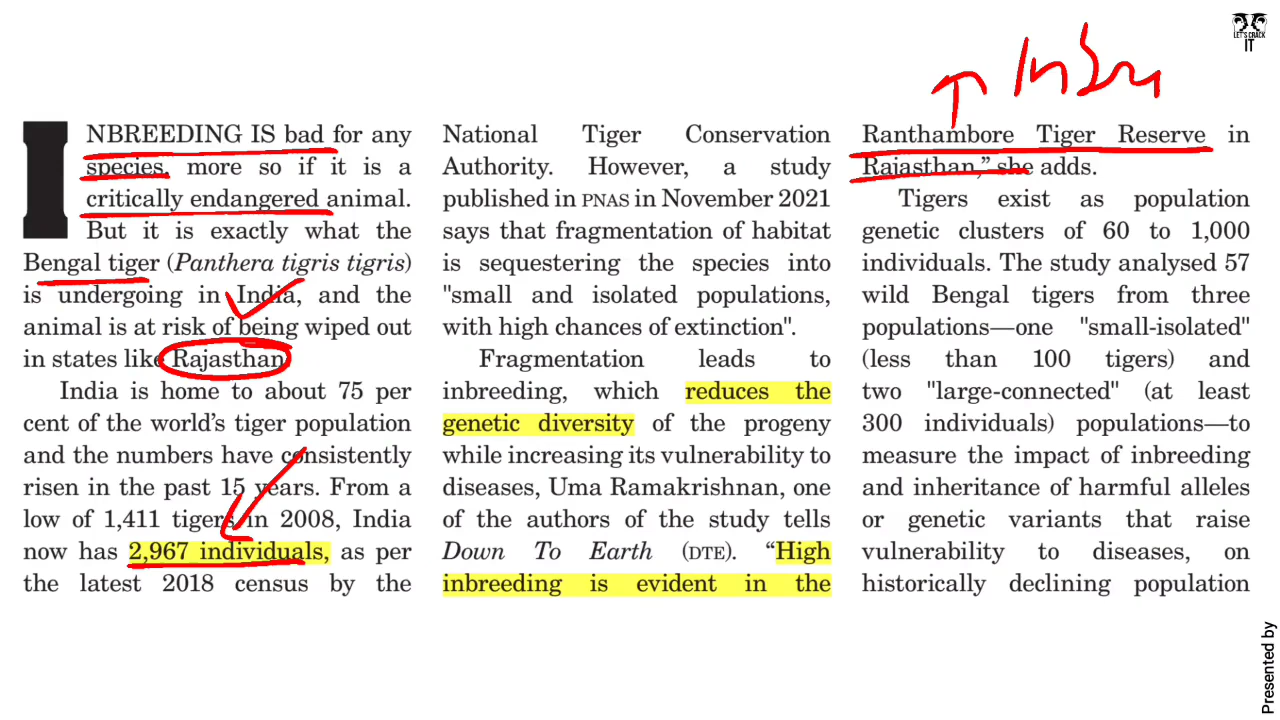 LET'S CRACK
IT
↑ Inbre
INBREEDING IS bad for any
species, more so if it is a
critically endangered animal.
But it is exactly what the
Bengal tiger (Panthera tigris tigris)
is undergoing in India, and the
animal is at risk of being wiped out
in states like Rajasthan
India is home to about 75 per
cent of the world's tiger population
and the numbers have consistently
risen in the past 15 years. From a
low of 1,411 tigers in 2008, India
now has 2,967 individuals, as per
the latest 2018 census by the
National Tiger Conservation
Authority. However, a study
published in PNAS in November 2021
says that fragmentation of habitat
is sequestering the species into
"small and isolated populations,
with high chances of extinction".
Fragmentation leads to
inbreeding, which reduces the
genetic diversity of the progeny
while increasing its vulnerability to
diseases, Uma Ramakrishnan, one
of the authors of the study tells
Down To Earth (DTE). “High
inbreeding is evident in the
Ranthambore Tiger Reserve in
Rajasthan,” she adds.
Tigers exist as population
genetic clusters of 60 to 1,000
individuals. The study analysed 57
wild Bengal tigers from three
populations—one "small-isolated"
(less than 100 tigers) and
two "large-connected" (at least
300 individuals) populations—to
measure the impact of inbreeding
and inheritance of harmful alleles
or genetic variants that raise
vulnerability to diseases, on
historically declining population
Presented by